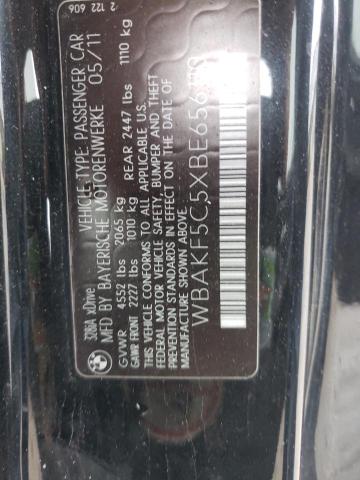 2 122 606
328iA xDrive VEHICLE TYPE: PASSENGER CAR
MFD BY BAYERISCHE MOTORENWERKE 05/11
GVWR 4552 lbs 2065 kg
GAWR FRONT 2227 lbs 1010 kg REAR 2447 lbs 1110 kg
THIS VEHICLE CONFORMS TO ALL APPLICABLE U.S.
FEDERAL MOTOR VEHICLE SAFETY, BUMPER AND THEFT
PREVENTION STANDARDS IN EFFECT ON THE DATE OF
MANUFACTURE SHOWN ABOVE.